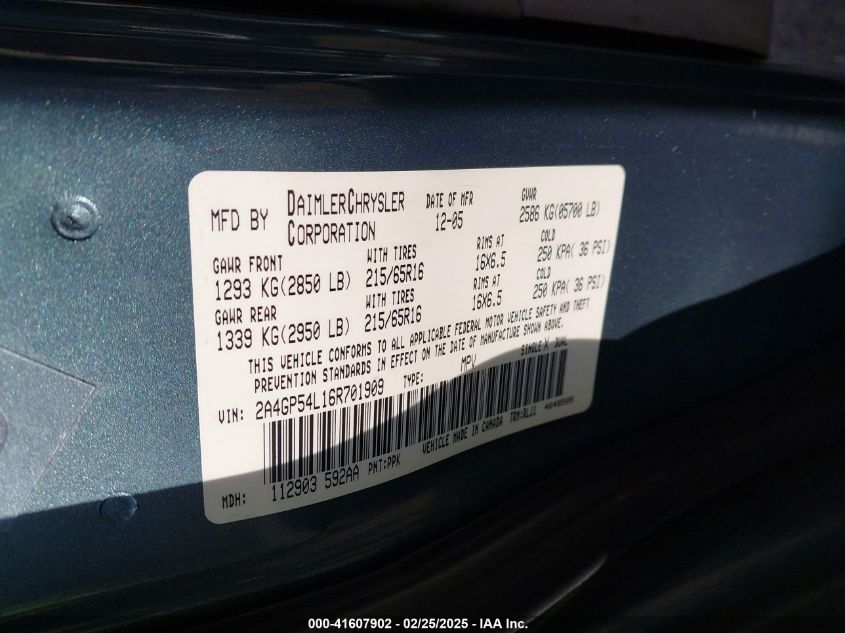 MFD BY DAIMLERCHRYSLER CORPORATION DATE OF MFR 12-05 GVWR 2586 KG(05700 LB)
GAWR FRONT WITH TIRES RIMS AT COLD
1293 KG(2850 LB) 215/65R16 16X6.5 250 KPA( 36 PSI)
GAWR REAR WITH TIRES RIMS AT COLD
1339 KG(2950 LB) 215/65R16 16X6.5 250 KPA( 36 PSI)
THIS VEHICLE CONFORMS TO ALL APPLICABLE FEDERAL MOTOR VEHICLE SAFETY AND THEFT
PREVENTION STANDARDS IN EFFECT ON THE DATE OF MANUFACTURE SHOWN ABOVE.
VIN: 2A4GP54L16R701909 TYPE: MPV SINGLE X DUAL
MDH: 112903 592AA PNT:PPK VEHICLE MADE IN CANADA TRM:RLJ1 4648505
000-41607902 - 02/25/2025 - IAA Inc.